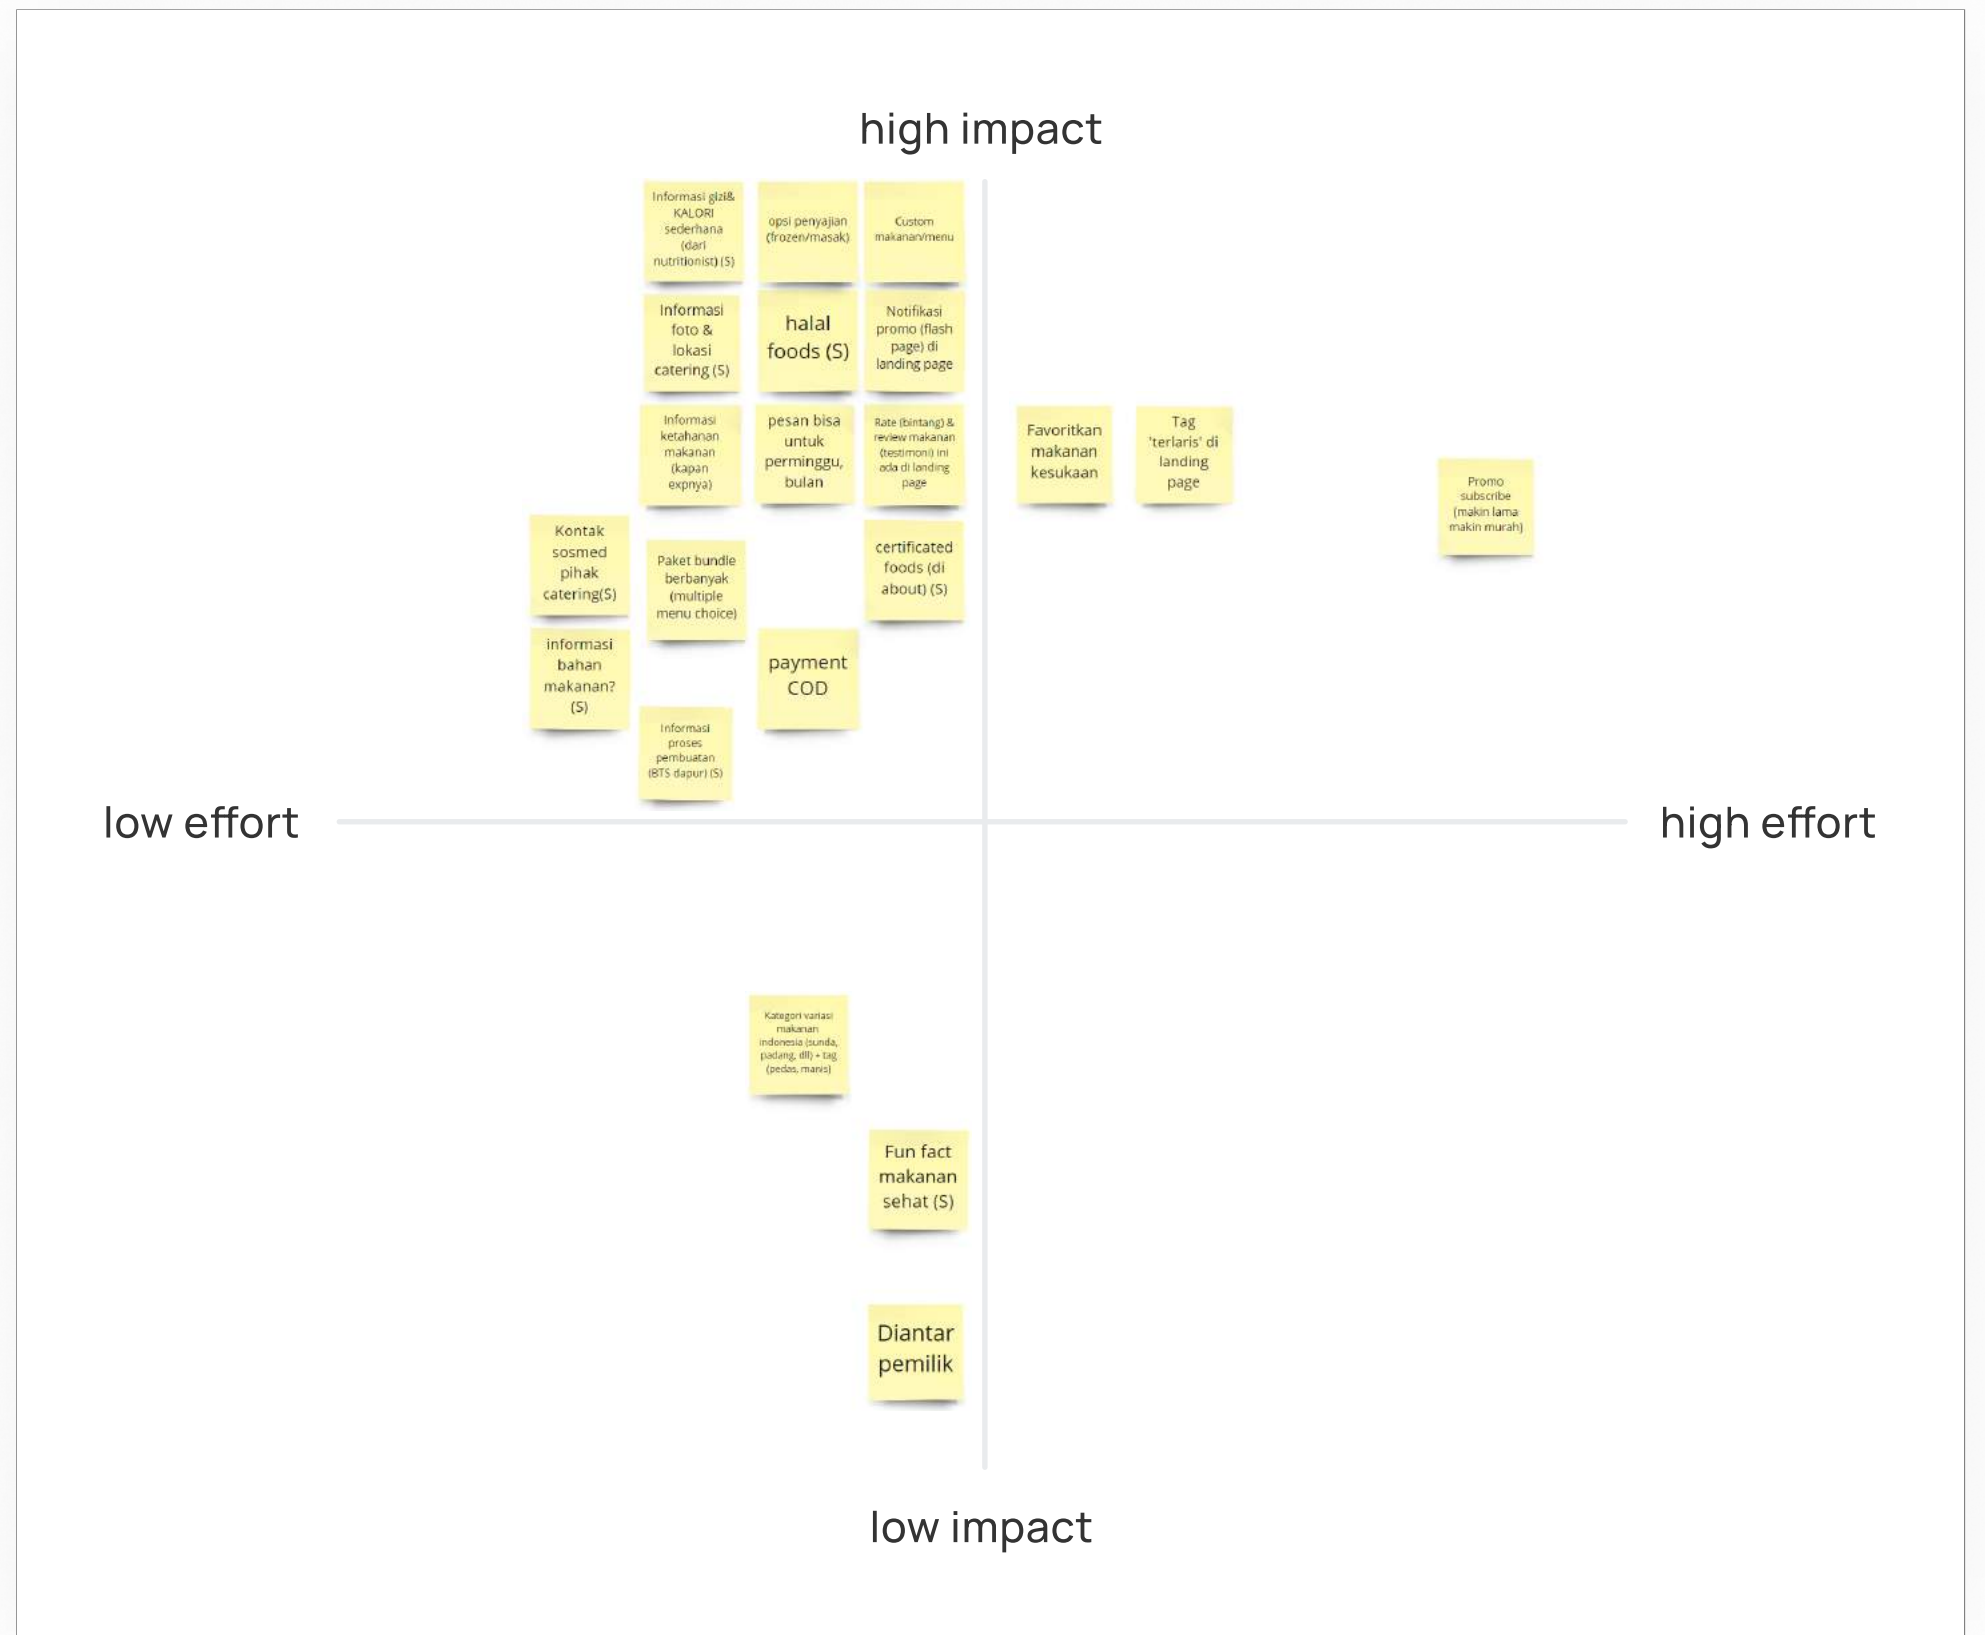 high impact
Informasi gizi&
KALORI
sederhana
(dari
nutritionist) (S)
opsi penyajian
(frozen/masak)
Custom
makanan/menu
Informasi
foto &
lokasi
catering (S)
halal
foods (S)
Notifikasi
promo (flash
page) di
landing page
Informasi
ketahanan
makanan
(kapan
expnya)
pesan bisa
untuk
perminggu,
bulan
Rate (bintang) &
review makanan
(testimoni) ini
ada di landing
page
Favoritkan
makanan
kesukaan
Tag
'terlaris' di
landing
page
Promo
subscribe
(makin lama
makin murah)
Kontak
sosmed
pihak
catering(S)
Paket bundle
berbanyak
(multiple
menu choice)
certificated
foods (di
about) (S)
informasi
bahan
makanan?
(S)
payment
COD
Informasi
proses
pembuatan
(BTS dapur) (S)
low effort
high effort
Kategori variasi
makanan
indonesia (sunda,
padang, dll) + tag
(pedas, manis)
Fun fact
makanan
sehat (S)
Diantar
pemilik
low impact